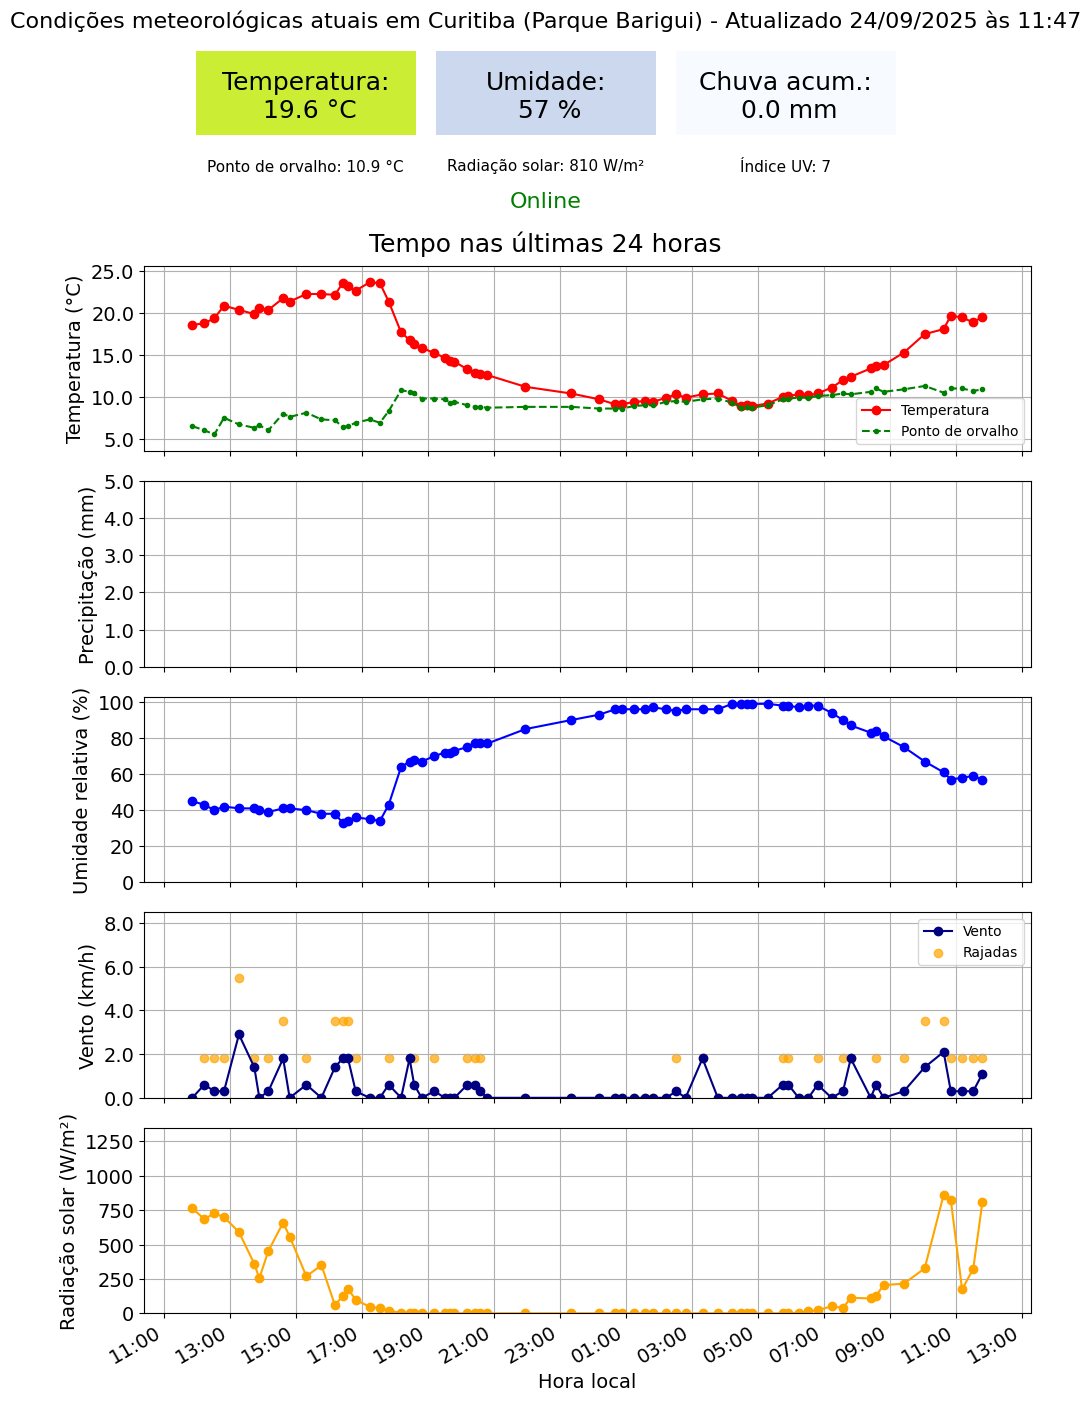 Condições meteorológicas atuais em Curitiba (Parque Barigui) - Atualizado 24/09/2025 às 11:47
Temperatura:
19.6 °C
Umidade:
57 %
Chuva acum.:
0.0 mm
Ponto de orvalho: 10.9 °C
Radiação solar: 810 W/m²
Índice UV: 7
Online
Tempo nas últimas 24 horas
Temperatura (°C)
25.0
20.0
15.0
10.0
5.0
Temperatura
Ponto de orvalho
Precipitação (mm)
5.0
4.0
3.0
2.0
1.0
0.0
Umidade relativa (%)
100
80
60
40
20
0
Vento (km/h)
8.0
6.0
4.0
2.0
0.0
Vento
Rajadas
Radiação solar (W/m²)
1250
1000
750
500
250
0
11:00 13:00 15:00 17:00 19:00 21:00 23:00 01:00 03:00 05:00 07:00 09:00 11:00 13:00
Hora local